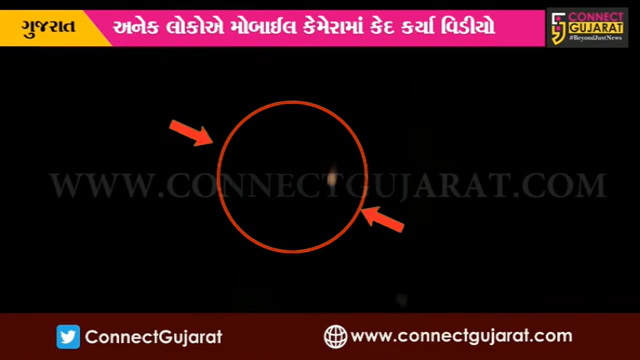 ગુજરાત
અનેક લોકોએ મોબાઈલ કેમેરામાં કેદ કર્યા વિડીયો
CONNECT
GUJARAT
#BeyondJustNews
WWW.CONNECTGUJARAT.COM
ConnectGujarat
www.connectgujarat.com